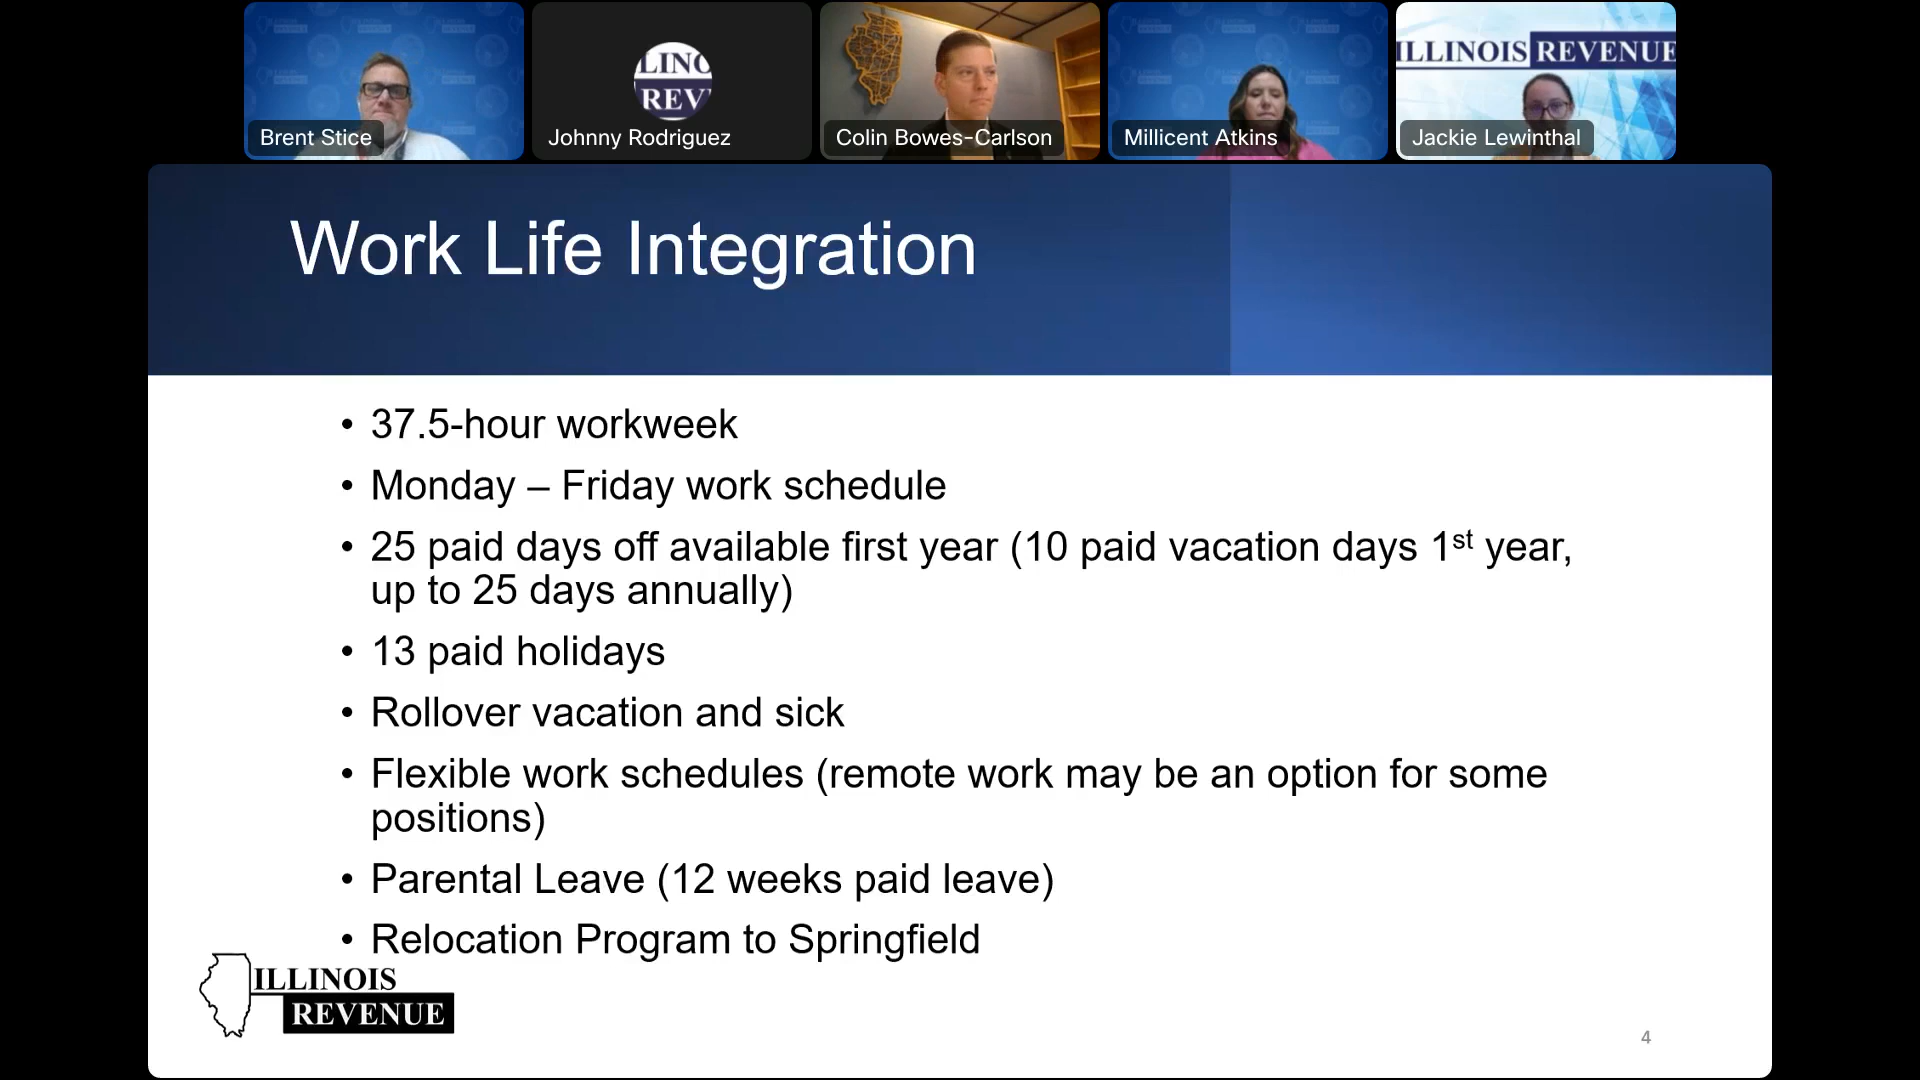 Brent Stice
LINO
REV
Johnny Rodriguez
Colin Bowes-Carlson
Millicent Atkins
ILLINOIS REVENUE
Jackie Lewinthal
Work Life Integration
• 37.5-hour workweek
• Monday – Friday work schedule
• 25 paid days off available first year (10 paid vacation days 1st year,
up to 25 days annually)
• 13 paid holidays
• Rollover vacation and sick
• Flexible work schedules (remote work may be an option for some
positions)
• Parental Leave (12 weeks paid leave)
• Relocation Program to Springfield
ILLINOIS
REVENUE
4